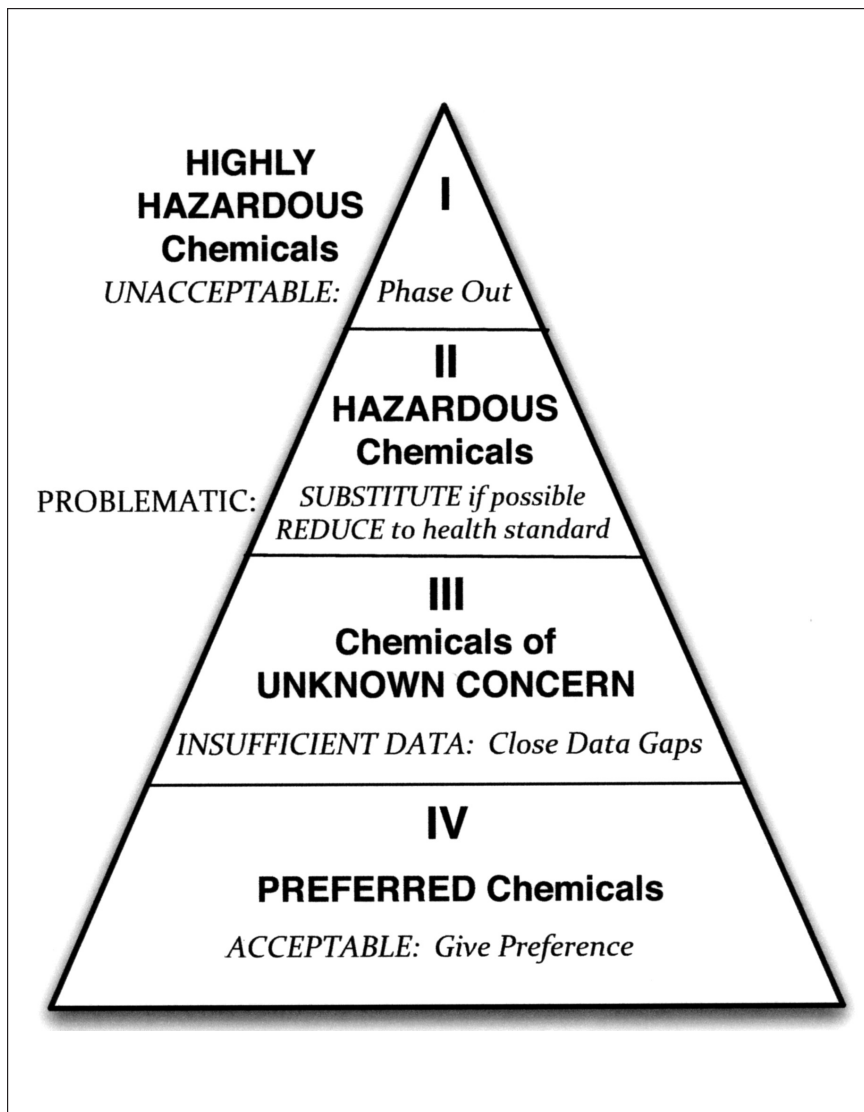 HIGHLY
HAZARDOUS
Chemicals
I
UNACCEPTABLE: Phase Out
II
HAZARDOUS
Chemicals
PROBLEMATIC: SUBSTITUTE if possible
REDUCE to health standard
III
Chemicals of
UNKNOWN CONCERN
INSUFFICIENT DATA: Close Data Gaps
IV
PREFERRED Chemicals
ACCEPTABLE: Give Preference